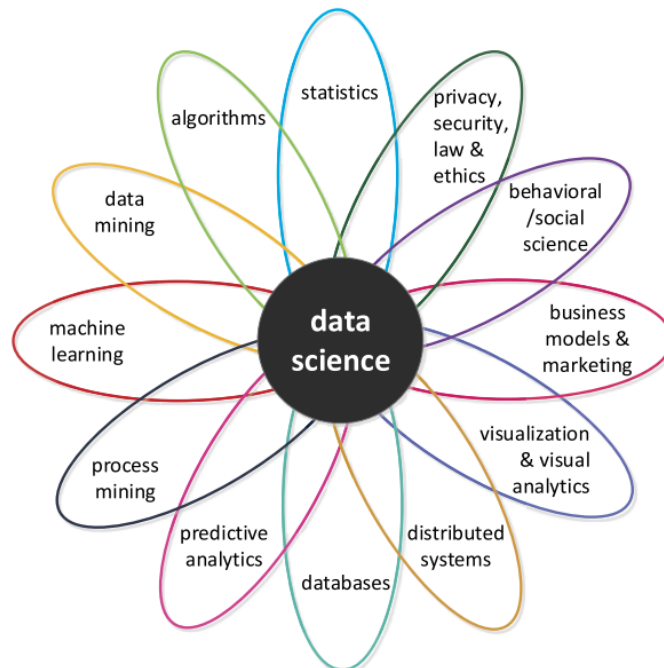 statistics
privacy,
security,
law &
ethics
behavioral
/social
science
business
models &
marketing
visualization
& visual
analytics
distributed
systems
databases
predictive
analytics
process
mining
machine
learning
data
mining
algorithms
data
science